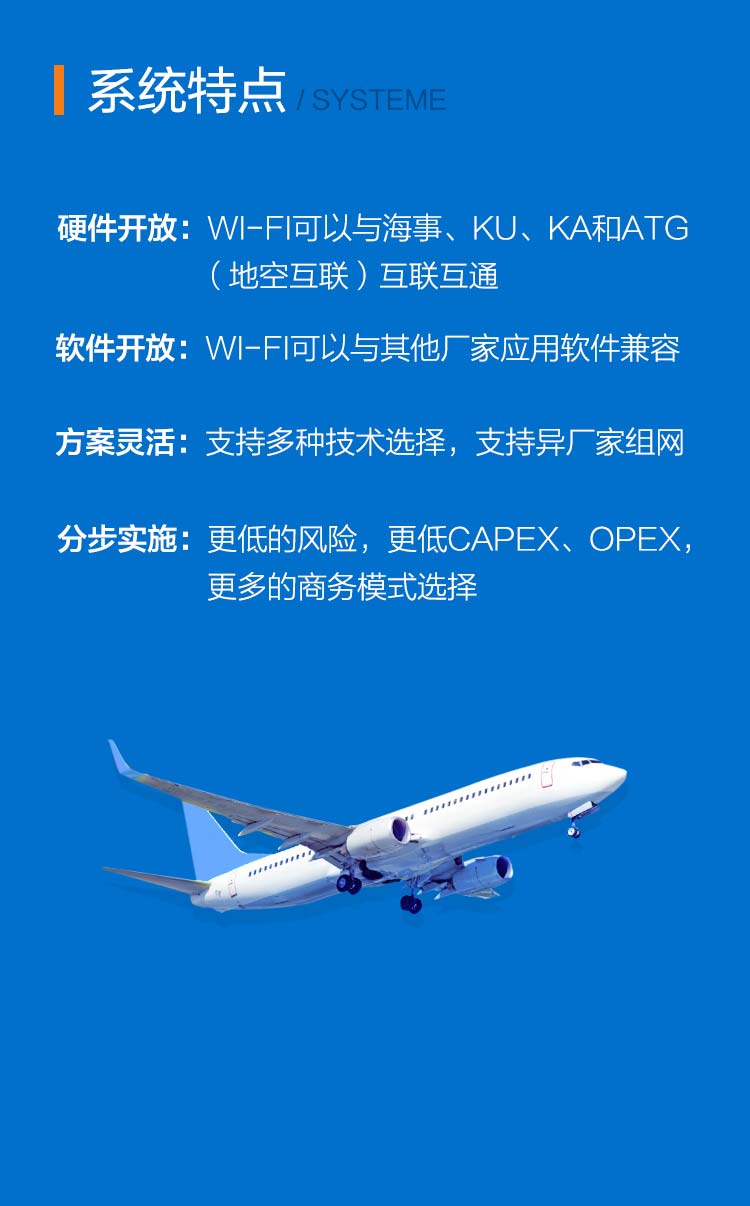 系统特点 / SYSTEME
硬件开放：WI-FI可以与海事、KU、KA和ATG
（地空互联）互联互通
软件开放：WI-FI可以与其他厂家应用软件兼容
方案灵活：支持多种技术选择，支持异厂家组网
分步实施：更低的风险，更低CAPEX、OPEX，
更多的商务模式选择